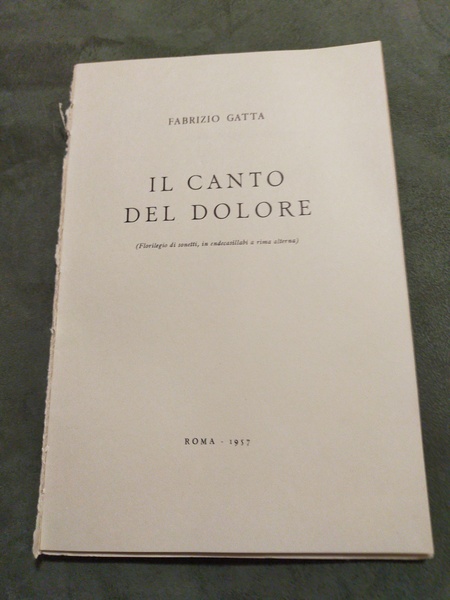 FABRIZIO GATTA
IL CANTO
DEL DOLORE
(Florilegio di sonetti, in endecasillabi a rima alterna)
ROMA - 1957